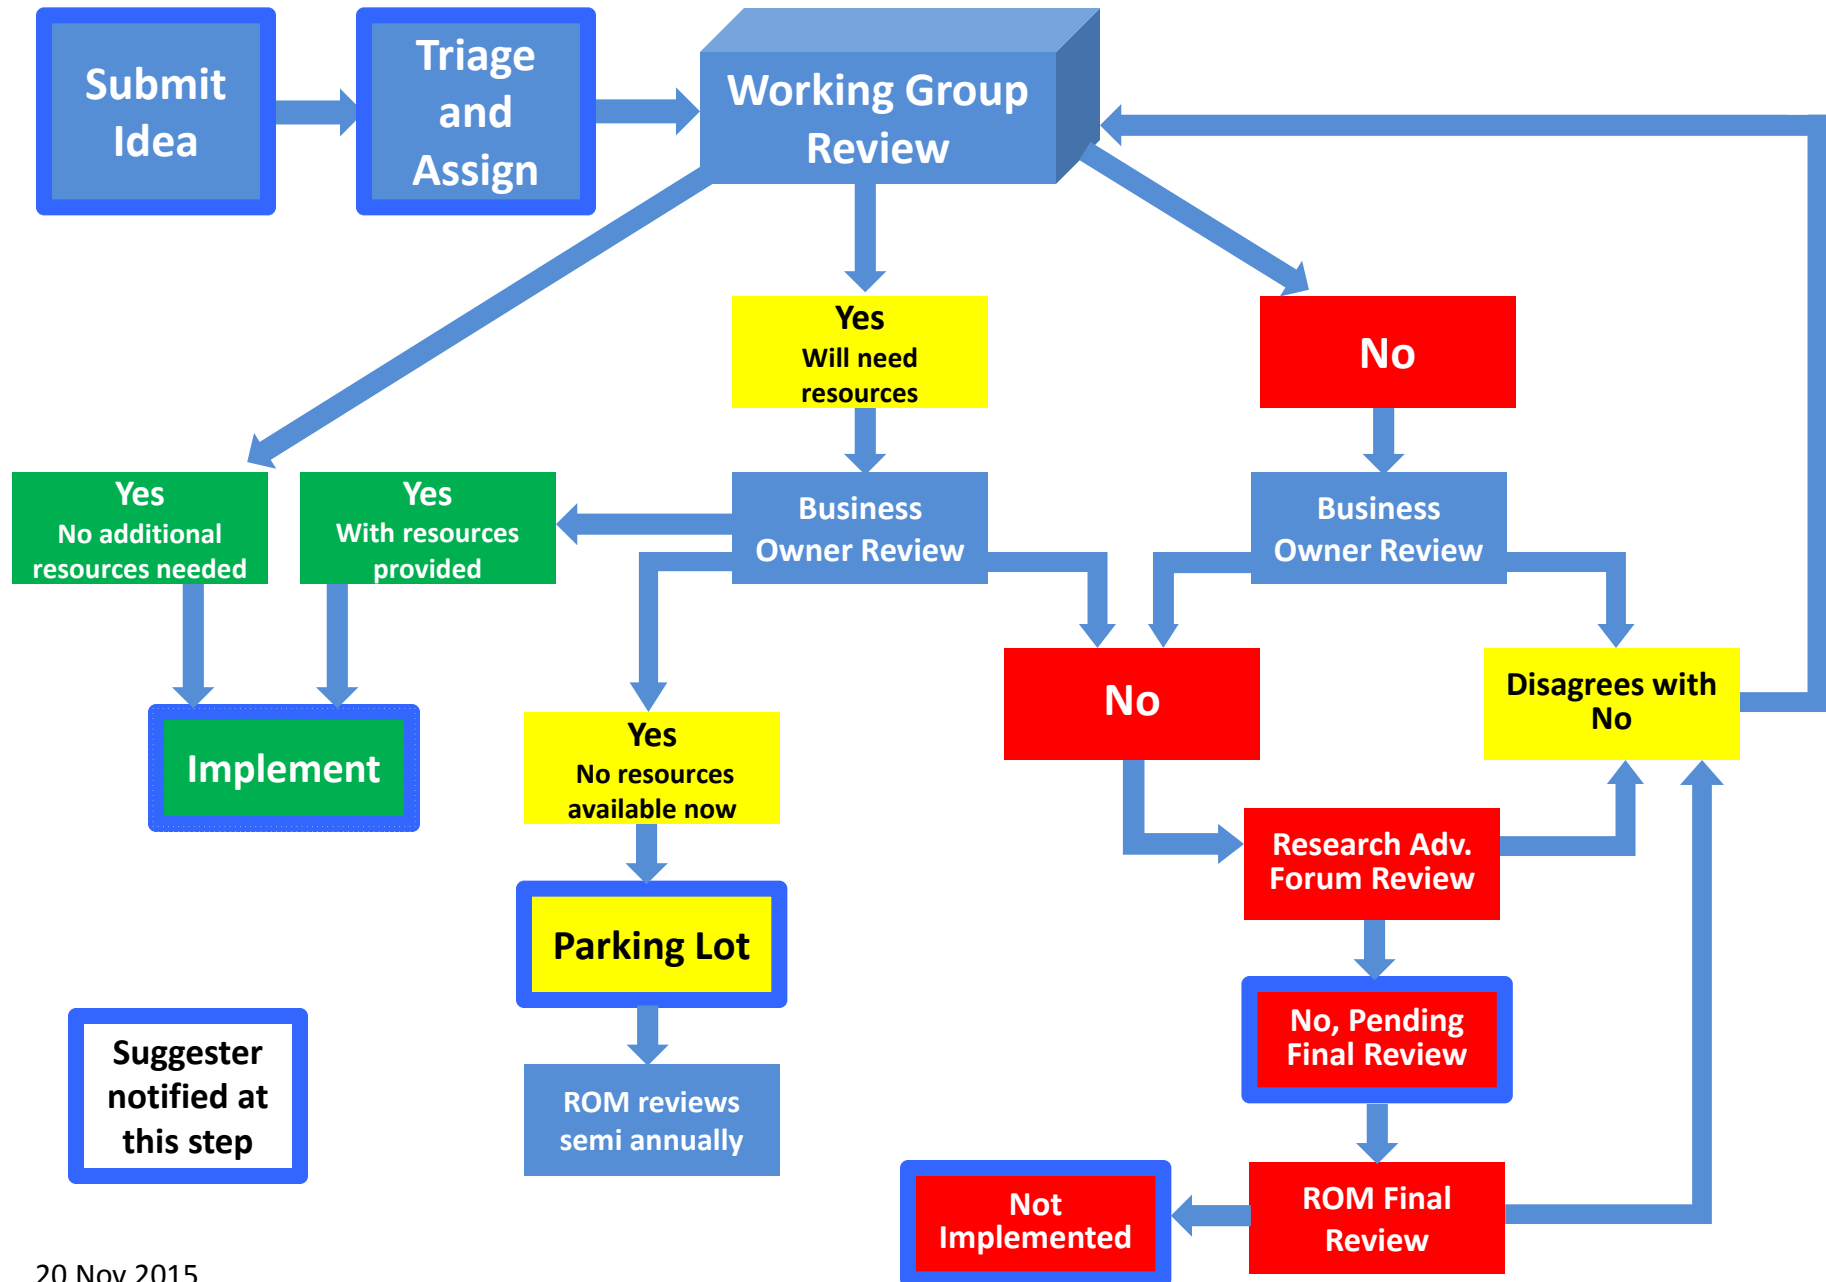 Submit
Idea
Triage
and
Assign
Working Group
Review
Yes
Will need
resources
No
Yes
No additional
resources needed
Yes
With resources
provided
Business
Owner Review
Business
Owner Review
Implement
Yes
No resources
available now
No
Disagrees with
No
Research Adv.
Forum Review
Parking Lot
No, Pending
Final Review
Suggester
notified at
this step
ROM reviews
semi annually
Not
Implemented
ROM Final
Review
20 Nov 2015